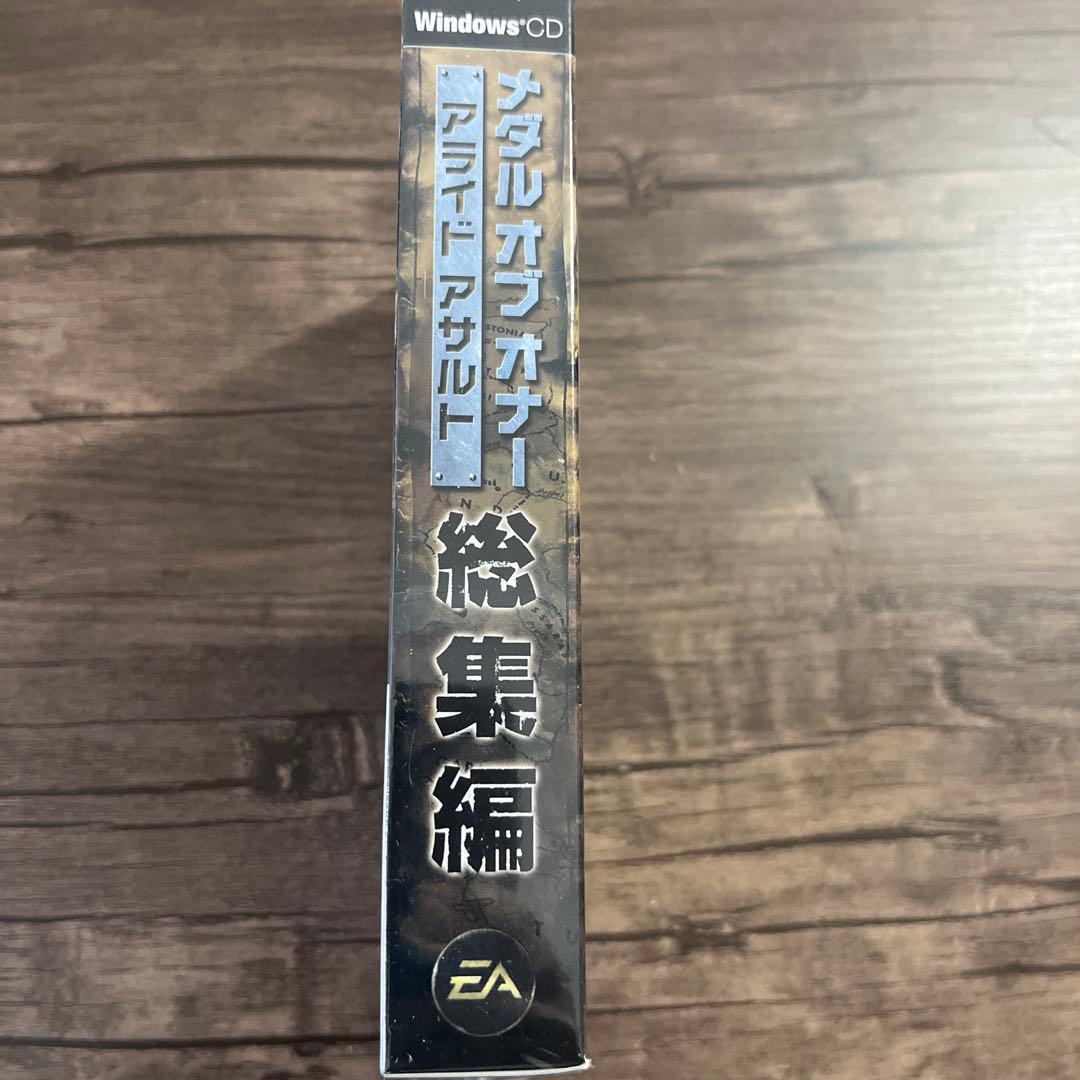 Windows®CD
メダル オブ オナー
アライド アサルト
総集編
EA